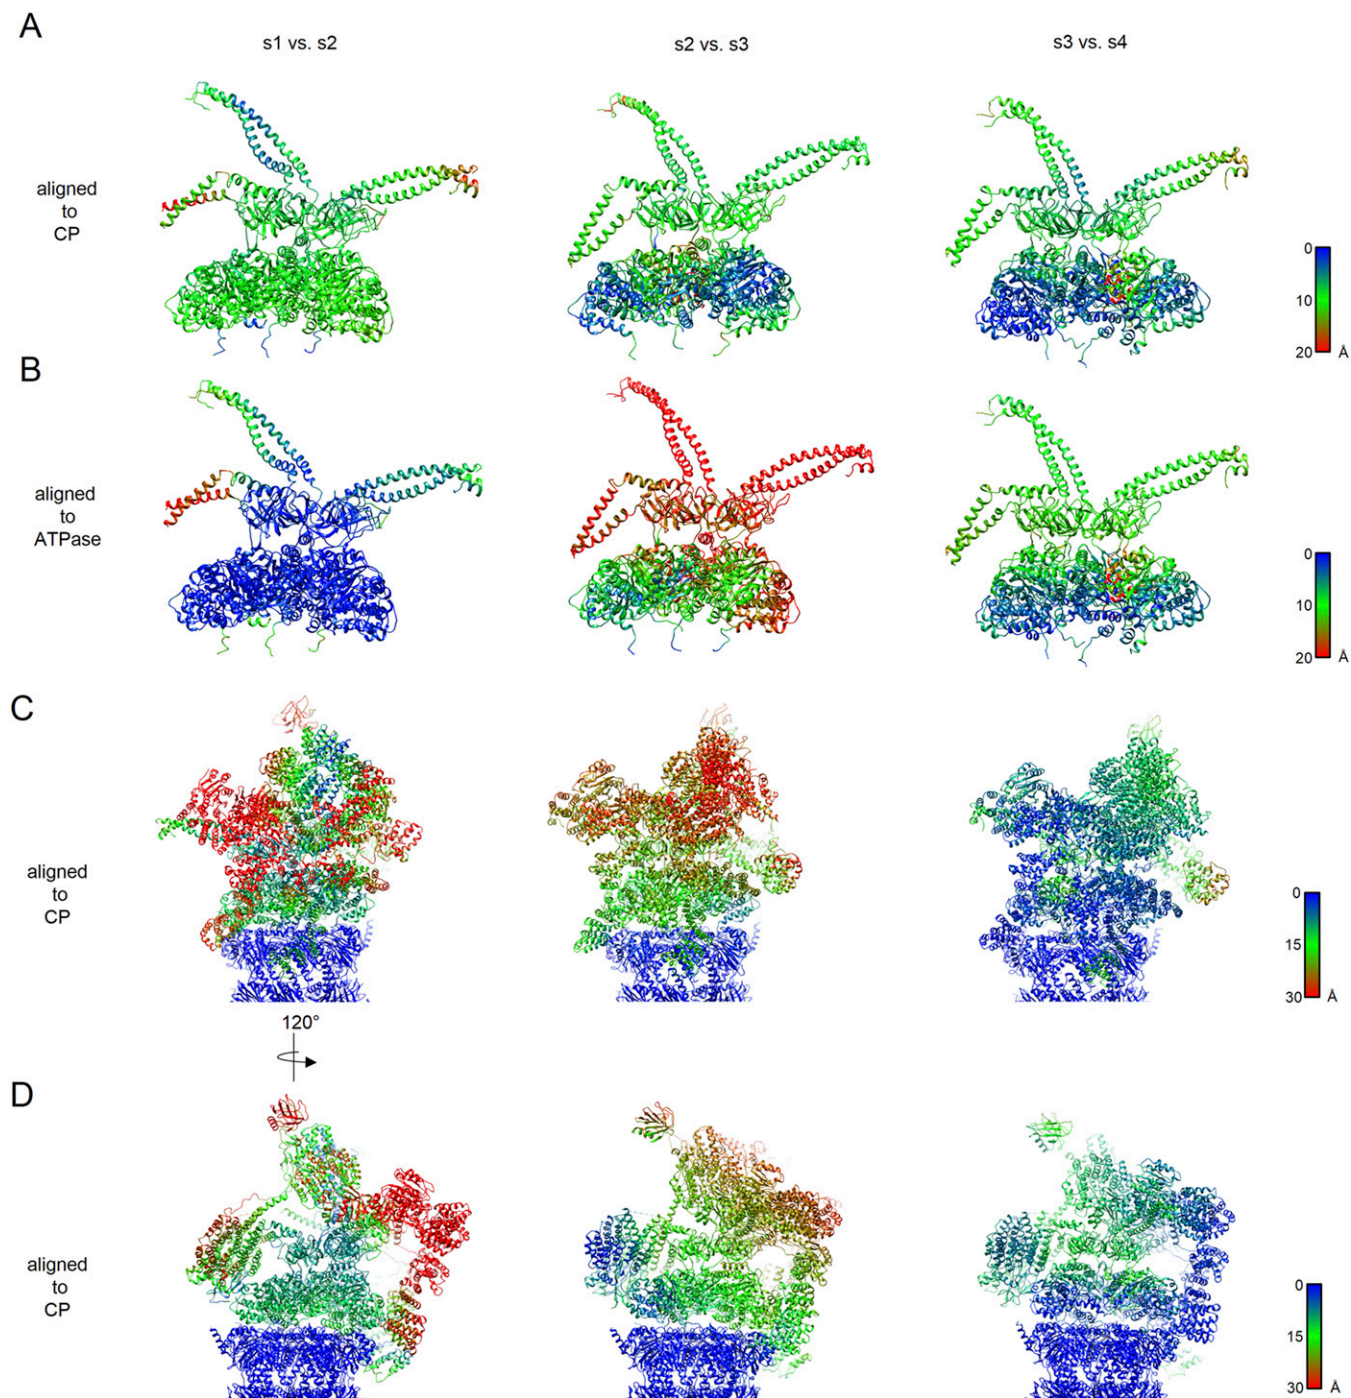 A
s1 vs. s2
s2 vs. s3
s3 vs. s4
aligned
to
CP
0
10
20
Å
B
aligned
to
ATPase
0
10
20
Å
C
aligned
to
CP
0
15
30
Å
120°
D
aligned
to
CP
0
15
30
Å